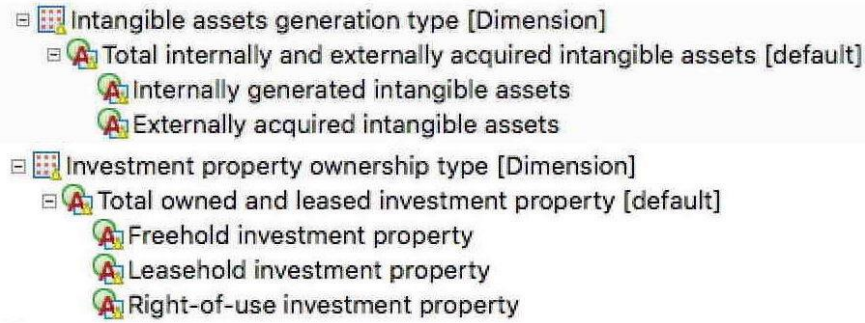 Intangible assets generation type [Dimension]
Total internally and externally acquired intangible assets [default]
Internally generated intangible assets
Externally acquired intangible assets
Investment property ownership type [Dimension]
Total owned and leased investment property [default]
Freehold investment property
Leasehold investment property
Right-of-use investment property